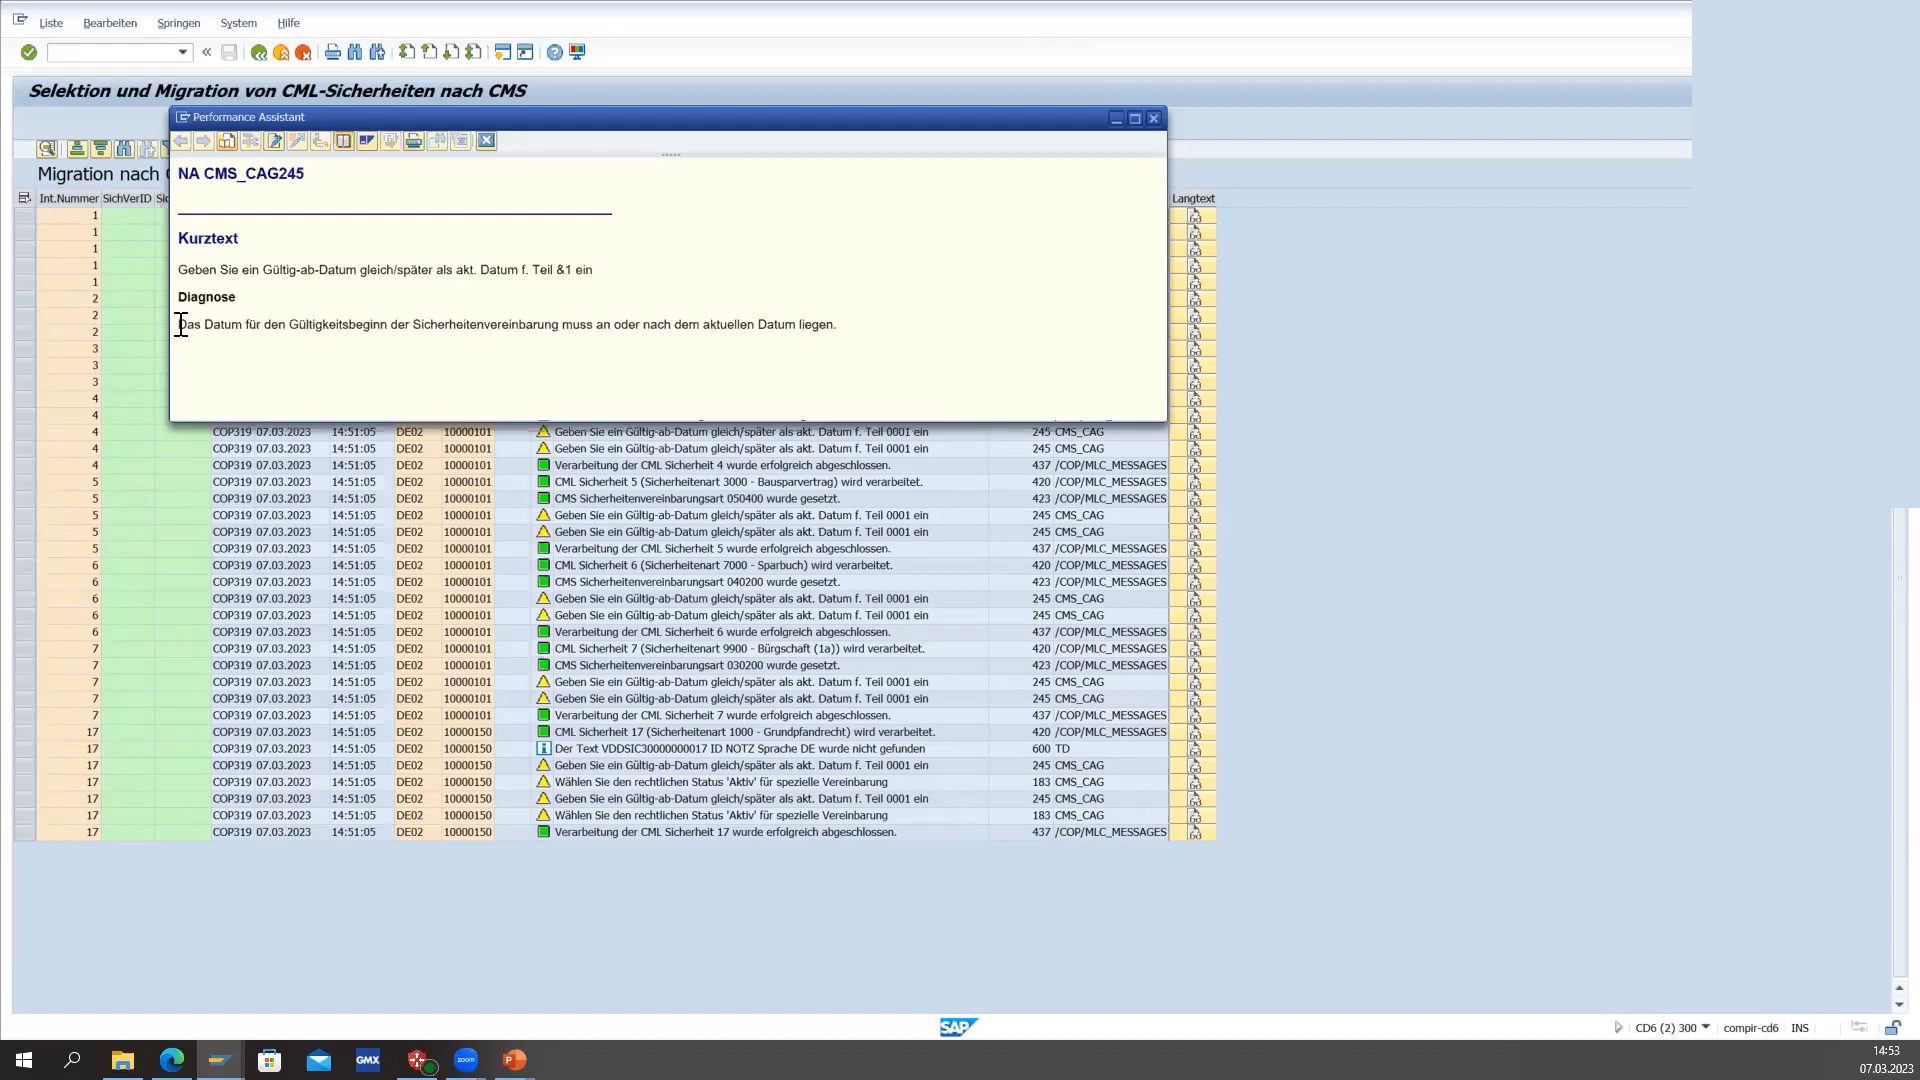 Liste Bearbeiten Springen System Hilfe
Selektion und Migration von CML-Sicherheiten nach CMS
Performance Assistant
NA CMS_CAG245
Kurztext
Geben Sie ein Gültig-ab-Datum gleich/später als akt. Datum f. Teil &1 ein
Diagnose
Das Datum für den Gültigkeitsbeginn der Sicherheitenvereinbarung muss an oder nach dem aktuellen Datum liegen.
Migration nach
Int.Nummer SichVerID Langtext
1
1
1
1
1
2
2
2
3
3
3
4
4
4 COP319 07.03.2023 14:51:05 DE02 10000101 Geben Sie ein Gültig-ab-Datum gleich/später als akt. Datum f. Teil 0001 ein 245 CMS_CAG
4 COP319 07.03.2023 14:51:05 DE02 10000101 Geben Sie ein Gültig-ab-Datum gleich/später als akt. Datum f. Teil 0001 ein 245 CMS_CAG
4 COP319 07.03.2023 14:51:05 DE02 10000101 Verarbeitung der CML Sicherheit 4 wurde erfolgreich abgeschlossen. 437 /COP/MLC_MESSAGES
5 COP319 07.03.2023 14:51:05 DE02 10000101 CML Sicherheit 5 (Sicherheitenart 3000 - Bausparvertrag) wird verarbeitet. 420 /COP/MLC_MESSAGES
5 COP319 07.03.2023 14:51:05 DE02 10000101 CMS Sicherheitenvereinbarungsart 050400 wurde gesetzt. 423 /COP/MLC_MESSAGES
5 COP319 07.03.2023 14:51:05 DE02 10000101 Geben Sie ein Gültig-ab-Datum gleich/später als akt. Datum f. Teil 0001 ein 245 CMS_CAG
5 COP319 07.03.2023 14:51:05 DE02 10000101 Geben Sie ein Gültig-ab-Datum gleich/später als akt. Datum f. Teil 0001 ein 245 CMS_CAG
5 COP319 07.03.2023 14:51:05 DE02 10000101 Verarbeitung der CML Sicherheit 5 wurde erfolgreich abgeschlossen. 437 /COP/MLC_MESSAGES
6 COP319 07.03.2023 14:51:05 DE02 10000101 CML Sicherheit 6 (Sicherheitenart 7000 - Sparbuch) wird verarbeitet. 420 /COP/MLC_MESSAGES
6 COP319 07.03.2023 14:51:05 DE02 10000101 CMS Sicherheitenvereinbarungsart 040200 wurde gesetzt. 423 /COP/MLC_MESSAGES
6 COP319 07.03.2023 14:51:05 DE02 10000101 Geben Sie ein Gültig-ab-Datum gleich/später als akt. Datum f. Teil 0001 ein 245 CMS_CAG
6 COP319 07.03.2023 14:51:05 DE02 10000101 Geben Sie ein Gültig-ab-Datum gleich/später als akt. Datum f. Teil 0001 ein 245 CMS_CAG
6 COP319 07.03.2023 14:51:05 DE02 10000101 Verarbeitung der CML Sicherheit 6 wurde erfolgreich abgeschlossen. 437 /COP/MLC_MESSAGES
7 COP319 07.03.2023 14:51:05 DE02 10000101 CML Sicherheit 7 (Sicherheitenart 9900 - Bürgschaft (1a)) wird verarbeitet. 420 /COP/MLC_MESSAGES
7 COP319 07.03.2023 14:51:05 DE02 10000101 CMS Sicherheitenvereinbarungsart 030200 wurde gesetzt. 423 /COP/MLC_MESSAGES
7 COP319 07.03.2023 14:51:05 DE02 10000101 Geben Sie ein Gültig-ab-Datum gleich/später als akt. Datum f. Teil 0001 ein 245 CMS_CAG
7 COP319 07.03.2023 14:51:05 DE02 10000101 Geben Sie ein Gültig-ab-Datum gleich/später als akt. Datum f. Teil 0001 ein 245 CMS_CAG
7 COP319 07.03.2023 14:51:05 DE02 10000101 Verarbeitung der CML Sicherheit 7 wurde erfolgreich abgeschlossen. 437 /COP/MLC_MESSAGES
17 COP319 07.03.2023 14:51:05 DE02 10000150 CML Sicherheit 17 (Sicherheitenart 1000 - Grundpfandrecht) wird verarbeitet. 420 /COP/MLC_MESSAGES
17 COP319 07.03.2023 14:51:05 DE02 10000150 Der Text VDDSIC30000000017 ID NOTZ Sprache DE wurde nicht gefunden 600 TD
17 COP319 07.03.2023 14:51:05 DE02 10000150 Geben Sie ein Gültig-ab-Datum gleich/später als akt. Datum f. Teil 0001 ein 245 CMS_CAG
17 COP319 07.03.2023 14:51:05 DE02 10000150 Wählen Sie den rechtlichen Status 'Aktiv' für spezielle Vereinbarung 183 CMS_CAG
17 COP319 07.03.2023 14:51:05 DE02 10000150 Geben Sie ein Gültig-ab-Datum gleich/später als akt. Datum f. Teil 0001 ein 245 CMS_CAG
17 COP319 07.03.2023 14:51:05 DE02 10000150 Wählen Sie den rechtlichen Status 'Aktiv' für spezielle Vereinbarung 183 CMS_CAG
17 COP319 07.03.2023 14:51:05 DE02 10000150 Verarbeitung der CML Sicherheit 17 wurde erfolgreich abgeschlossen. 437 /COP/MLC_MESSAGES
SAP
CD6 (2) 300 compir-cd6 INS
GMX zoom P
14:53
07.03.2023